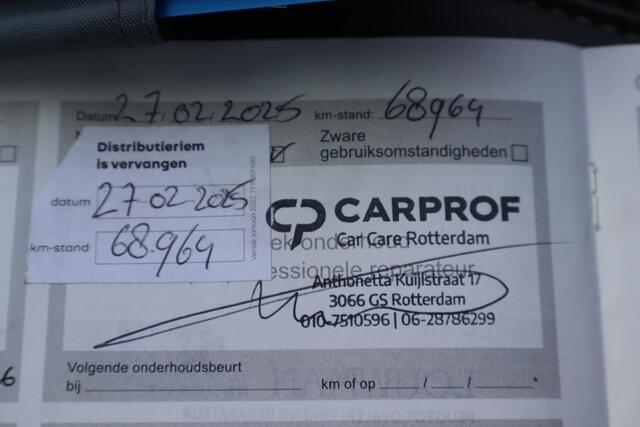 Datum 27.02.2025 km-stand: 68964
Zware
gebruiksomstandigheden
Distributieriem
is vervangen
datum 27 02 2025
km-stand 68.964
CARPROF
Car Care Rotterdam
Anthonetta Kuijlstraat 17
3066 GS Rotterdam
010-7510596 | 06-28786299
Volgende onderhoudsbeurt
bij km of op / / *